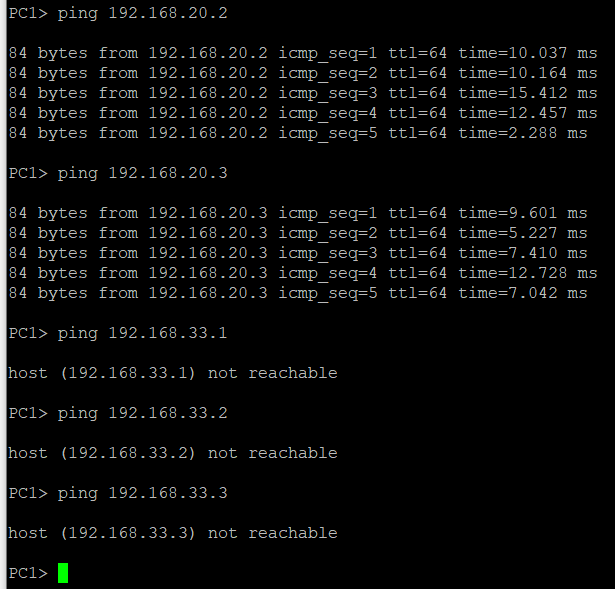 PC1> ping 192.168.20.2
84 bytes from 192.168.20.2 icmp_seq=1 ttl=64 time=10.037 ms
84 bytes from 192.168.20.2 icmp_seq=2 ttl=64 time=10.164 ms
84 bytes from 192.168.20.2 icmp_seq=3 ttl=64 time=15.412 ms
84 bytes from 192.168.20.2 icmp_seq=4 ttl=64 time=12.457 ms
84 bytes from 192.168.20.2 icmp_seq=5 ttl=64 time=2.288 ms
PC1> ping 192.168.20.3
84 bytes from 192.168.20.3 icmp_seq=1 ttl=64 time=9.601 ms
84 bytes from 192.168.20.3 icmp_seq=2 ttl=64 time=5.227 ms
84 bytes from 192.168.20.3 icmp_seq=3 ttl=64 time=7.410 ms
84 bytes from 192.168.20.3 icmp_seq=4 ttl=64 time=12.728 ms
84 bytes from 192.168.20.3 icmp_seq=5 ttl=64 time=7.042 ms
PC1> ping 192.168.33.1
host (192.168.33.1) not reachable
PC1> ping 192.168.33.2
host (192.168.33.2) not reachable
PC1> ping 192.168.33.3
host (192.168.33.3) not reachable
PC1>